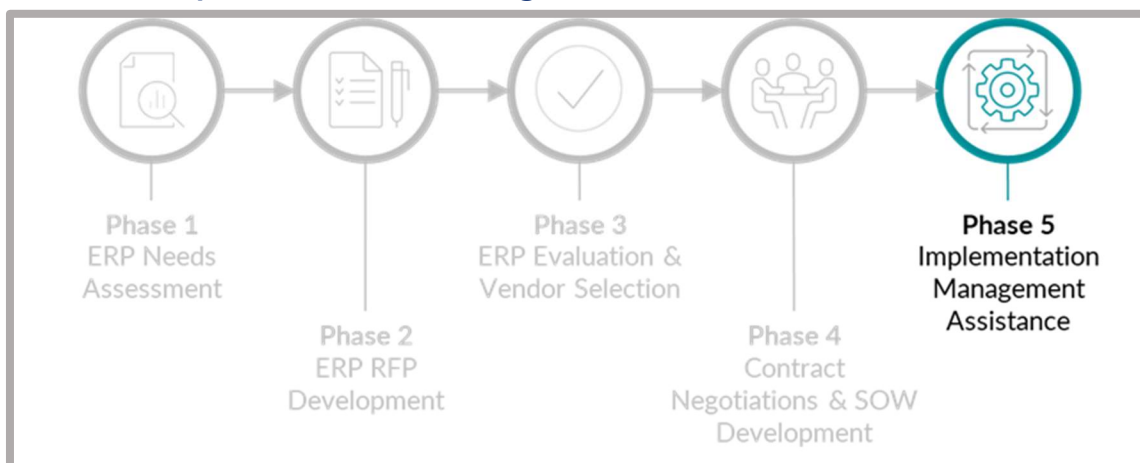 Phase 1
ERP Needs
Assessment
Phase 2
ERP RFP
Development
Phase 3
ERP Evaluation &
Vendor Selection
Phase 4
Contract
Negotiations & SOW
Development
Phase 5
Implementation
Management
Assistance